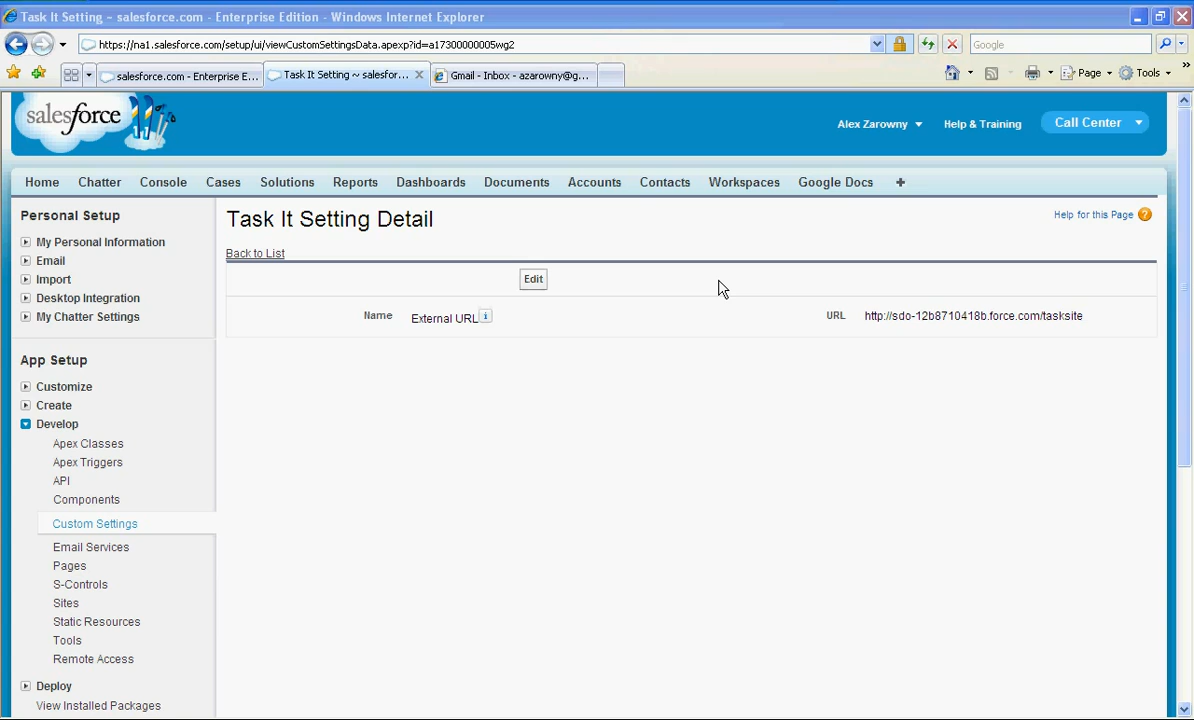 Task It Setting ~ salesforce.com - Enterprise Edition - Windows Internet Explorer
https://na1.salesforce.com/setup/ui/viewCustomSettingsData.apexp?id=a17300000005wg2
Google
salesforce.com - Enterprise E...
Task It Setting ~ salesfor...
Gmail - Inbox - azarowny@g...
Page
Tools
salesforce
Alex Zarowny
Help & Training
Call Center
Home Chatter Console Cases Solutions Reports Dashboards Documents Accounts Contacts Workspaces Google Docs +
Personal Setup
My Personal Information
Email
Import
Desktop Integration
My Chatter Settings
App Setup
Customize
Create
Develop
Apex Classes
Apex Triggers
API
Components
Custom Settings
Email Services
Pages
S-Controls
Sites
Static Resources
Tools
Remote Access
Deploy
View Installed Packages
Task It Setting Detail
Help for this Page ?
Back to List
Edit
Name External URL i URL http://sdo-12b8710418b.force.com/tasksite